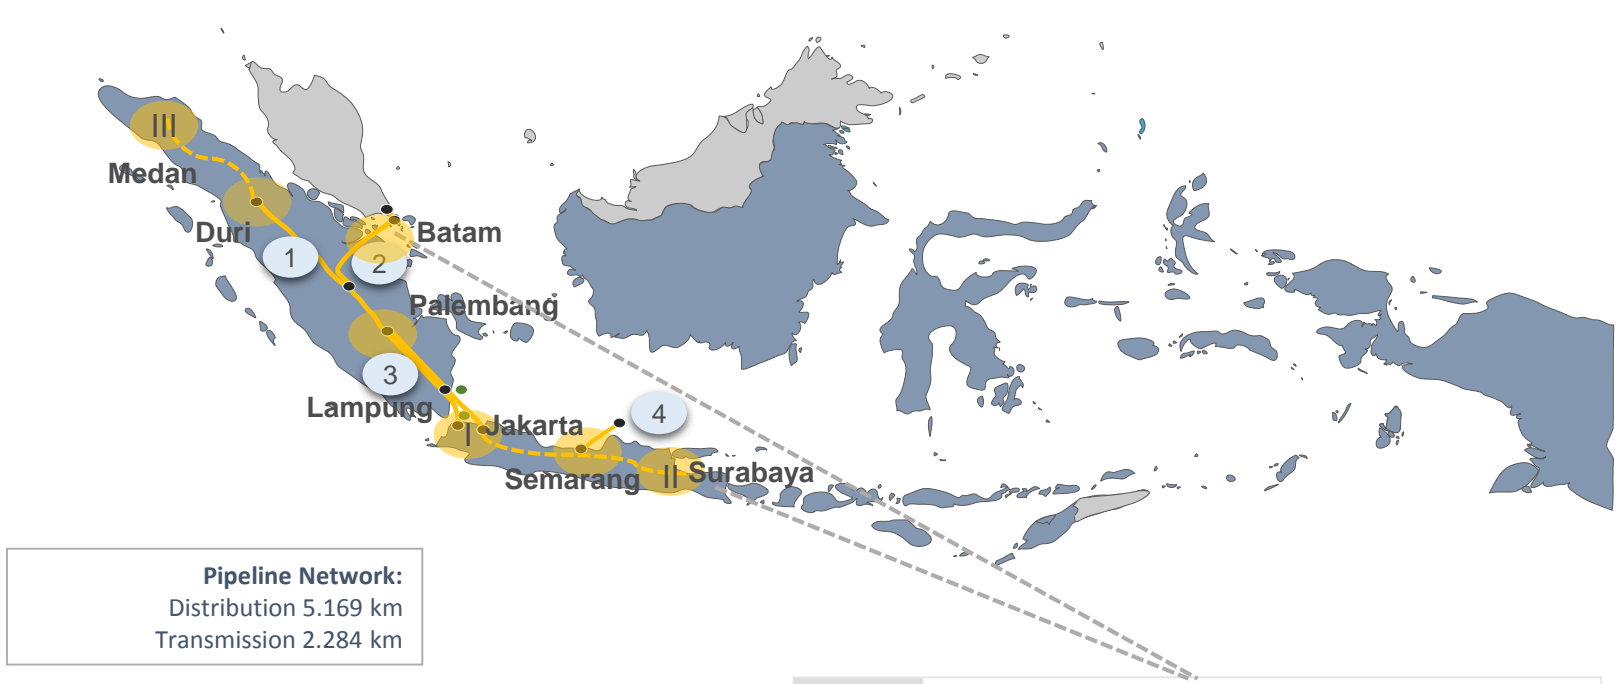 III
Medan
Duri
Batam
1
2
Palembang
3
Lampung
4
I
Jakarta
Semarang
II
Surabaya
Pipeline Network:
Distribution 5.169 km
Transmission 2.284 km